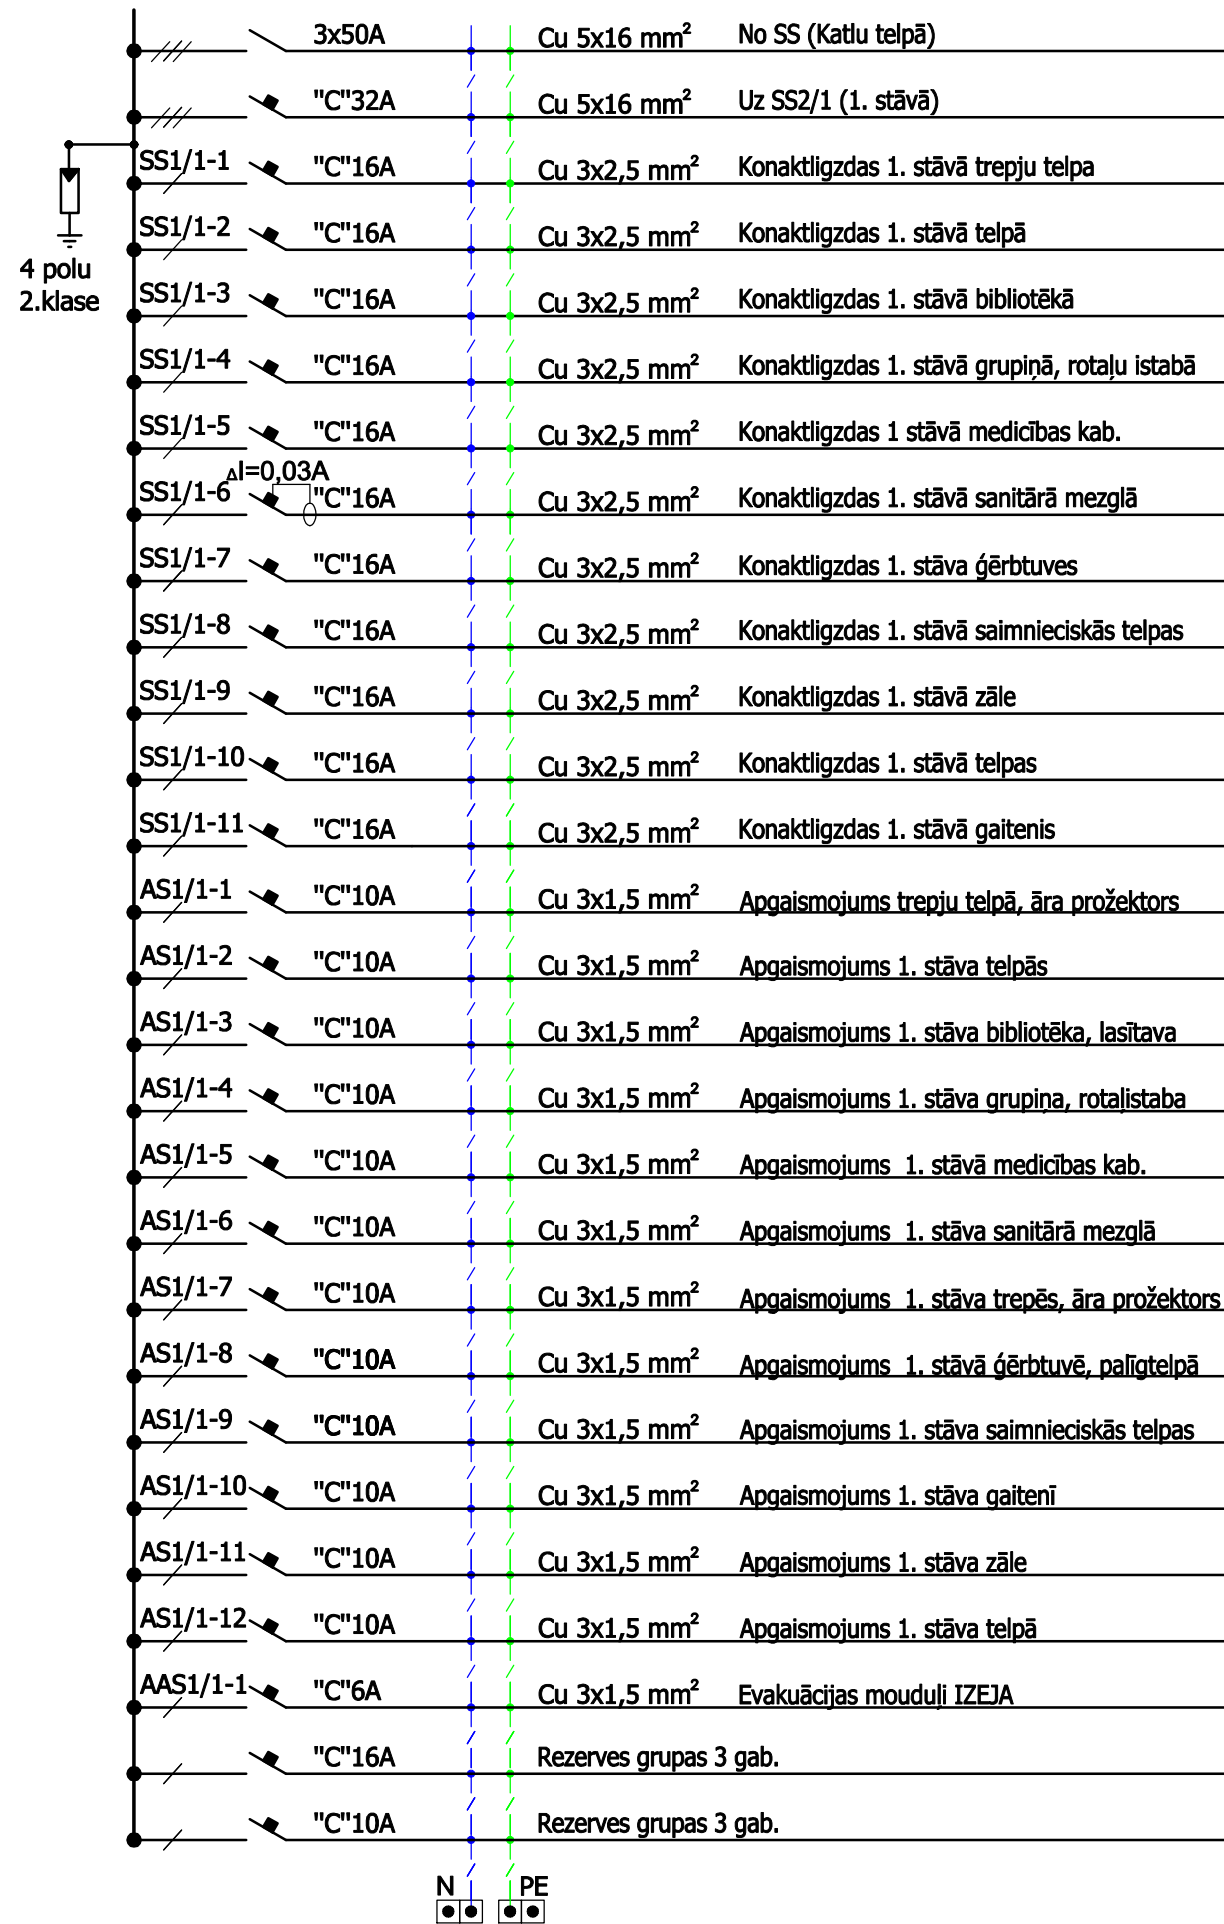 3x50A Cu 5x16 mm² No SS (Katlu telpā)
"C"32A Cu 5x16 mm² Uz SS2/1 (1. stāvā)
SS1/1-1 "C"16A Cu 3x2,5 mm² Konaktligzdas 1. stāvā trepju telpa
SS1/1-2 "C"16A Cu 3x2,5 mm² Konaktligzdas 1. stāvā telpā
4 polu
2.klase
SS1/1-3 "C"16A Cu 3x2,5 mm² Konaktligzdas 1. stāvā bibliotēkā
SS1/1-4 "C"16A Cu 3x2,5 mm² Konaktligzdas 1. stāvā grupiņā, rotaļu istabā
SS1/1-5 "C"16A Cu 3x2,5 mm² Konaktligzdas 1 stāvā medicības kab.
ΔI=0,03A
SS1/1-6 "C"16A Cu 3x2,5 mm² Konaktligzdas 1. stāvā sanitārā mezglā
SS1/1-7 "C"16A Cu 3x2,5 mm² Konaktligzdas 1. stāva ģērbtuves
SS1/1-8 "C"16A Cu 3x2,5 mm² Konaktligzdas 1. stāvā saimnieciskās telpas
SS1/1-9 "C"16A Cu 3x2,5 mm² Konaktligzdas 1. stāvā zāle
SS1/1-10 "C"16A Cu 3x2,5 mm² Konaktligzdas 1. stāvā telpas
SS1/1-11 "C"16A Cu 3x2,5 mm² Konaktligzdas 1. stāvā gaitenis
AS1/1-1 "C"10A Cu 3x1,5 mm² Apgaismojums trepju telpā, āra prožektors
AS1/1-2 "C"10A Cu 3x1,5 mm² Apgaismojums 1. stāva telpās
AS1/1-3 "C"10A Cu 3x1,5 mm² Apgaismojums 1. stāva bibliotēka, lasītava
AS1/1-4 "C"10A Cu 3x1,5 mm² Apgaismojums 1. stāva grupiņa, rotaļistaba
AS1/1-5 "C"10A Cu 3x1,5 mm² Apgaismojums 1. stāvā medicības kab.
AS1/1-6 "C"10A Cu 3x1,5 mm² Apgaismojums 1. stāva sanitārā mezglā
AS1/1-7 "C"10A Cu 3x1,5 mm² Apgaismojums 1. stāva trepēs, āra prožektors
AS1/1-8 "C"10A Cu 3x1,5 mm² Apgaismojums 1. stāvā ģērbtuvē, palīgtelpā
AS1/1-9 "C"10A Cu 3x1,5 mm² Apgaismojums 1. stāva saimnieciskās telpas
AS1/1-10 "C"10A Cu 3x1,5 mm² Apgaismojums 1. stāva gaitenī
AS1/1-11 "C"10A Cu 3x1,5 mm² Apgaismojums 1. stāva zāle
AS1/1-12 "C"10A Cu 3x1,5 mm² Apgaismojums 1. stāva telpā
AAS1/1-1 "C"6A Cu 3x1,5 mm² Evakuācijas mouduļi IZEJA
"C"16A Rezerves grupas 3 gab.
"C"10A Rezerves grupas 3 gab.
N PE